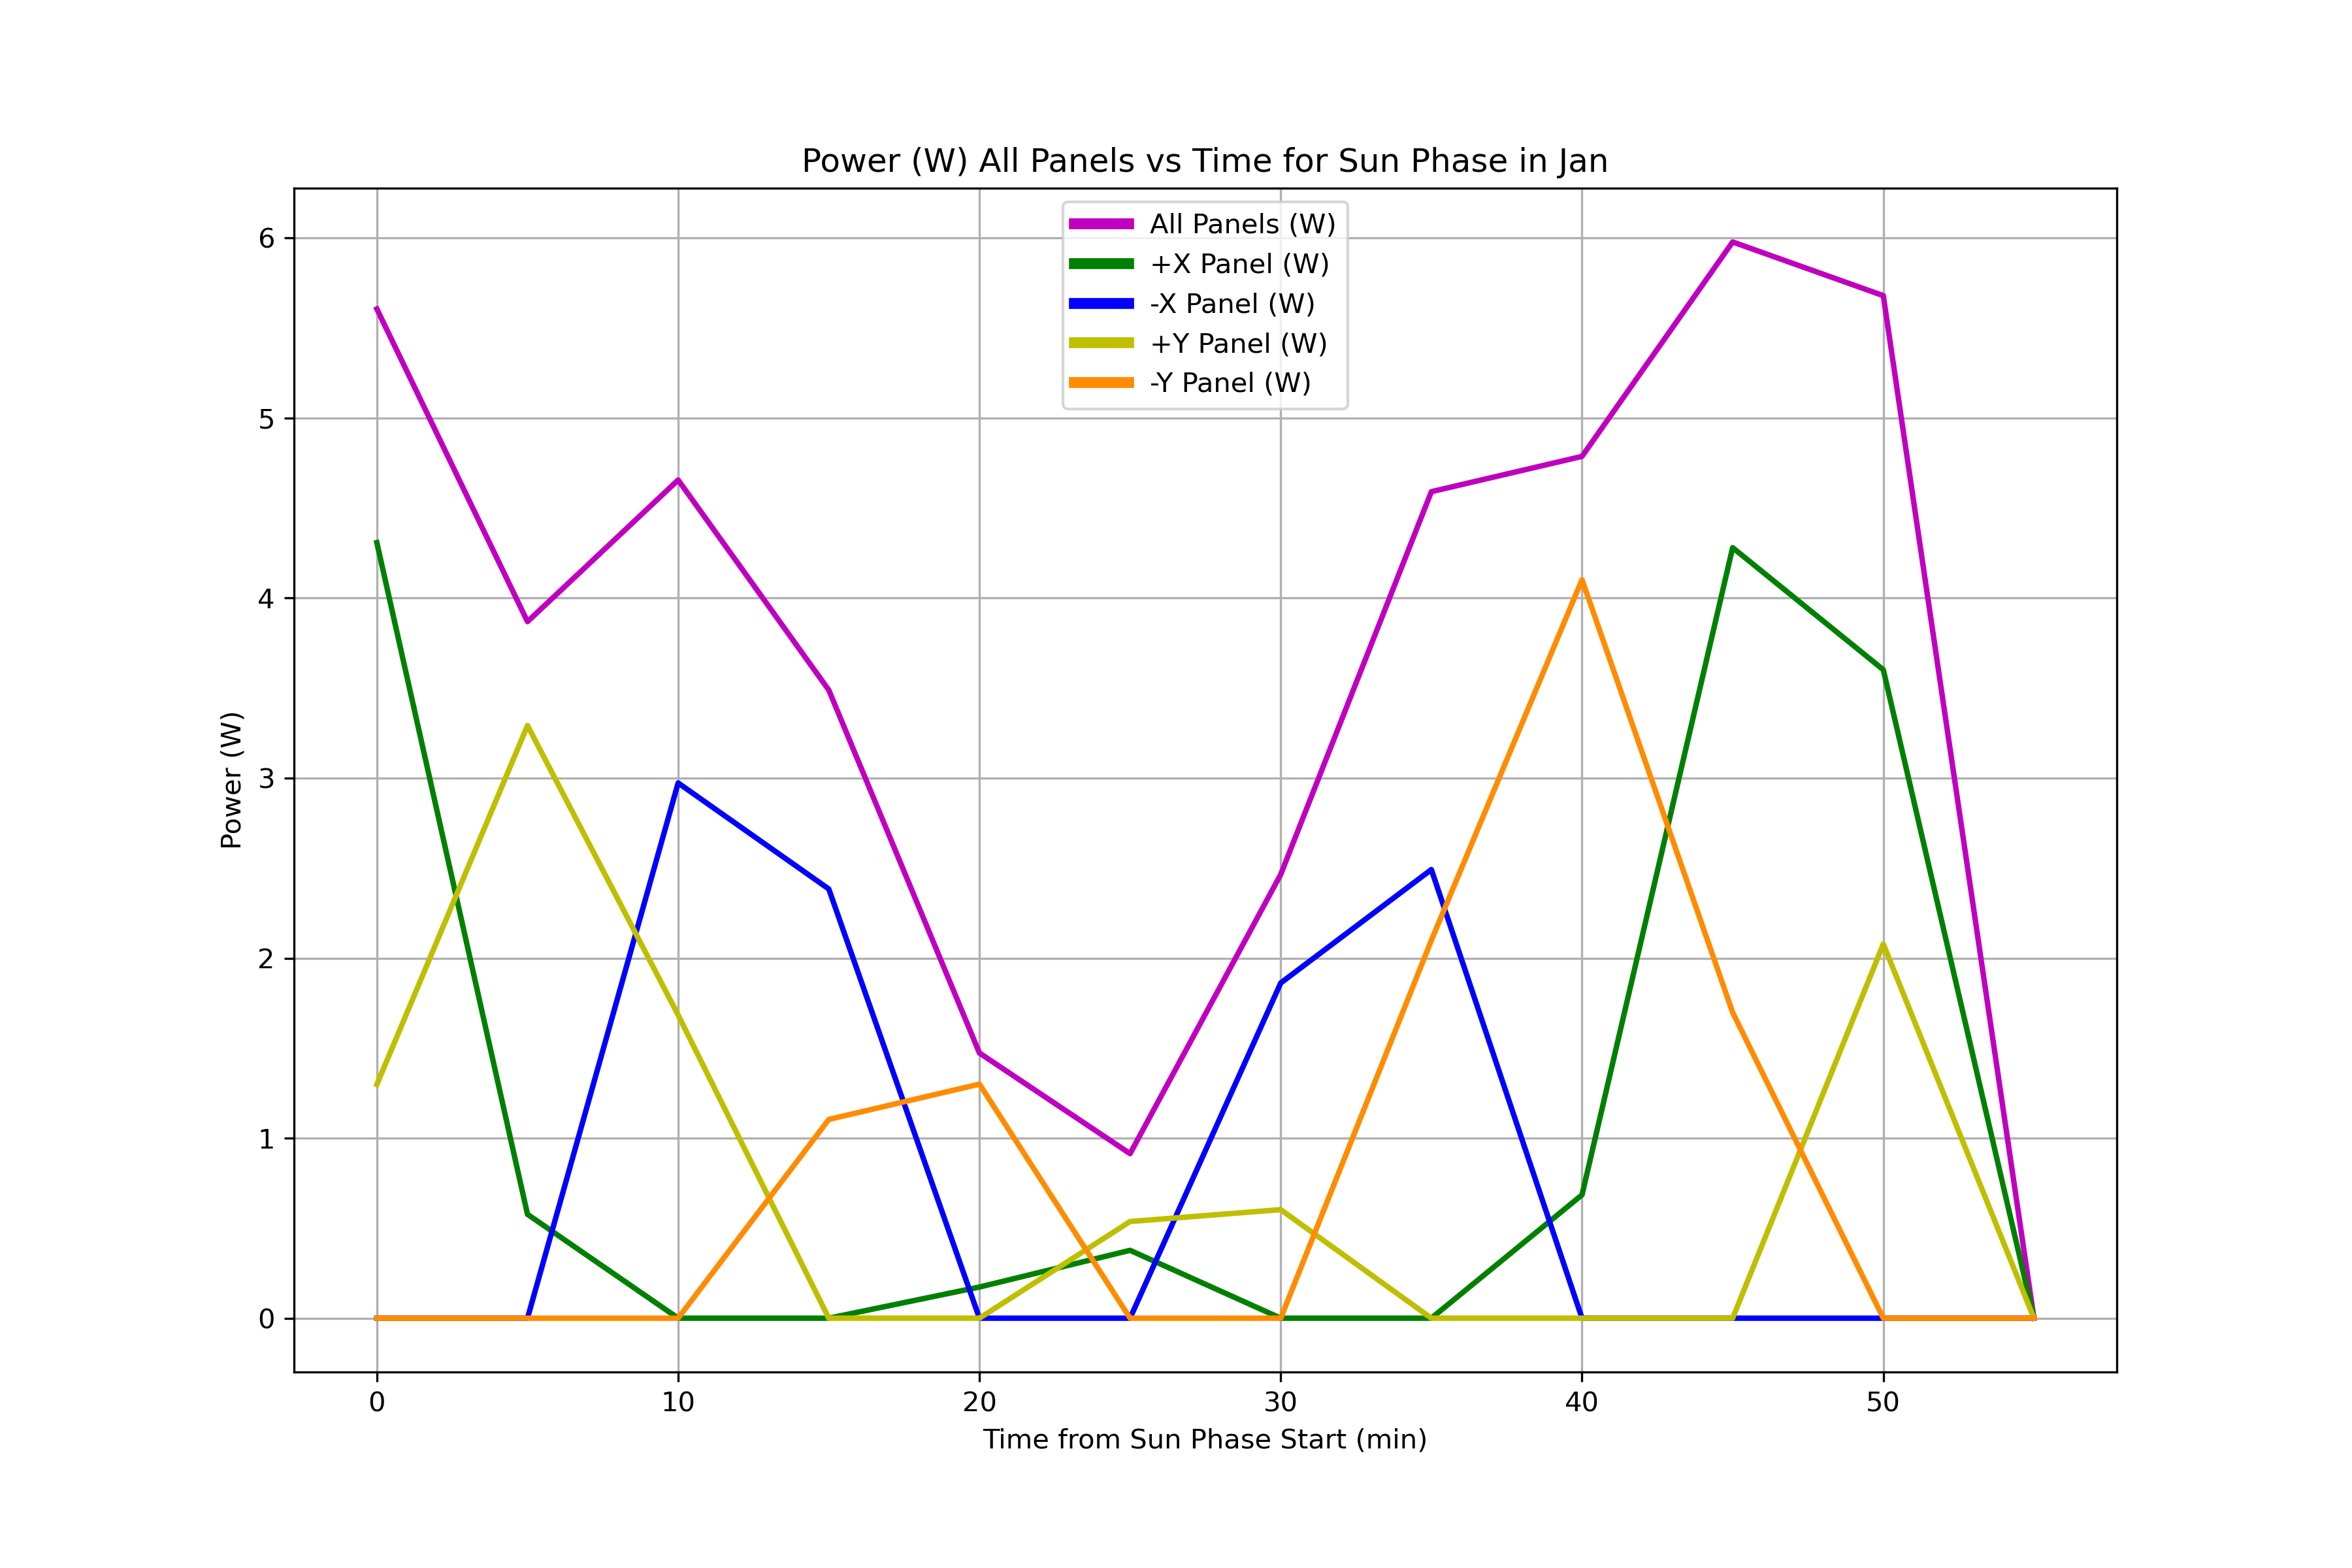 Power (W) All Panels vs Time for Sun Phase in Jan
All Panels (W)
+X Panel (W)
-X Panel (W)
+Y Panel (W)
-Y Panel (W)
Power (W)
6
5
4
3
2
1
0
0 10 20 30 40 50
Time from Sun Phase Start (min)